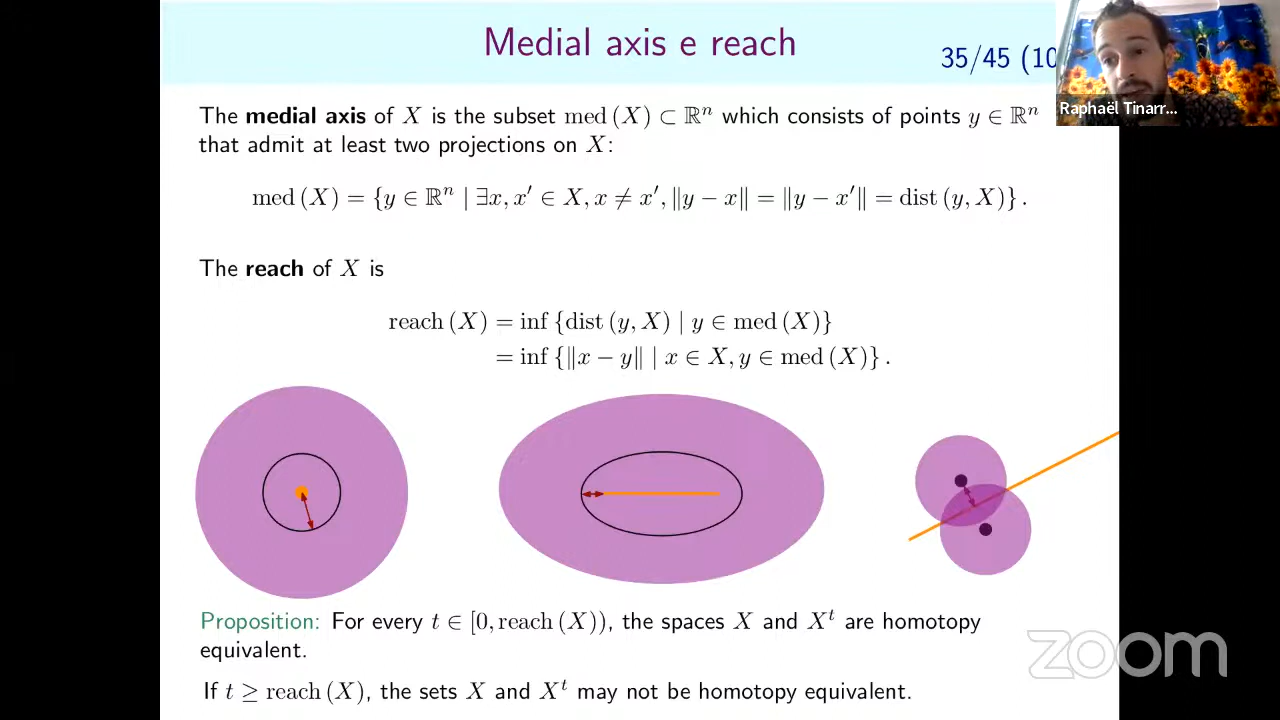 Medial axis e reach
35/45 (10
Raphaël Tinarr...
The medial axis of X is the subset med (X) ⊂ ℝⁿ which consists of points y ∈ ℝⁿ
that admit at least two projections on X:
med (X) = {y ∈ ℝⁿ | ∃x, x′ ∈ X, x ≠ x′, ‖y − x‖ = ‖y − x′‖ = dist (y, X)} .
The reach of X is
reach (X) = inf {dist (y, X) | y ∈ med (X)}
= inf {‖x − y‖ | x ∈ X, y ∈ med (X)} .
Proposition: For every t ∈ [0, reach (X)), the spaces X and Xᵗ are homotopy
equivalent.
If t ≥ reach (X), the sets X and Xᵗ may not be homotopy equivalent.
zoom